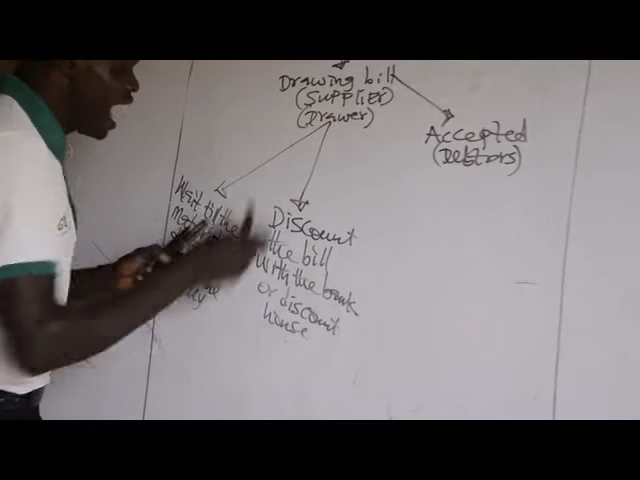 Drawing bill
(Supplier)
(Drawer)
Accepted
(Debtors)
Wait till the
Discount
the bill
with the bank
or discount
house